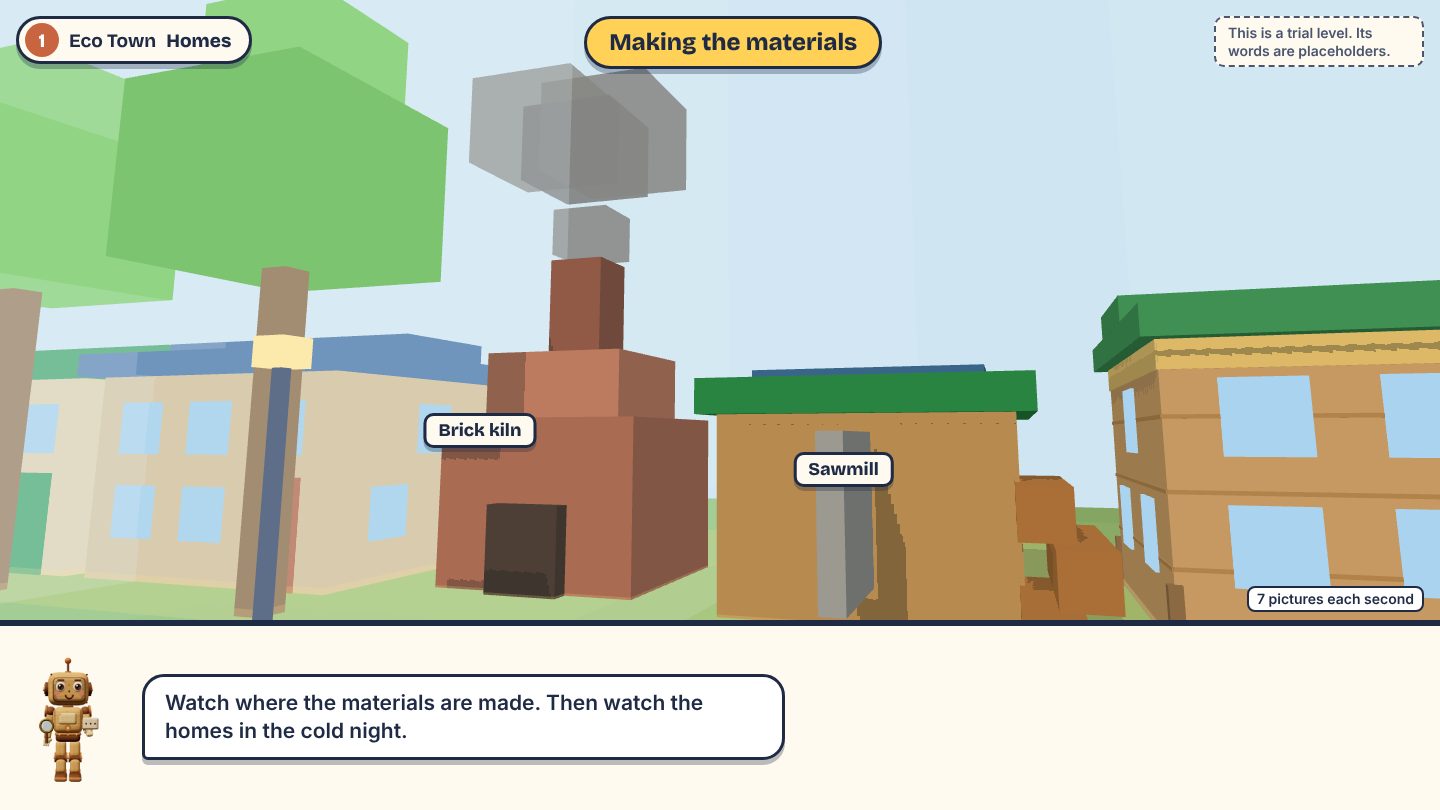 1 Eco Town Homes
Making the materials
This is a trial level. Its
words are placeholders.
Brick kiln
Sawmill
7 pictures each second
Watch where the materials are made. Then watch the
homes in the cold night.